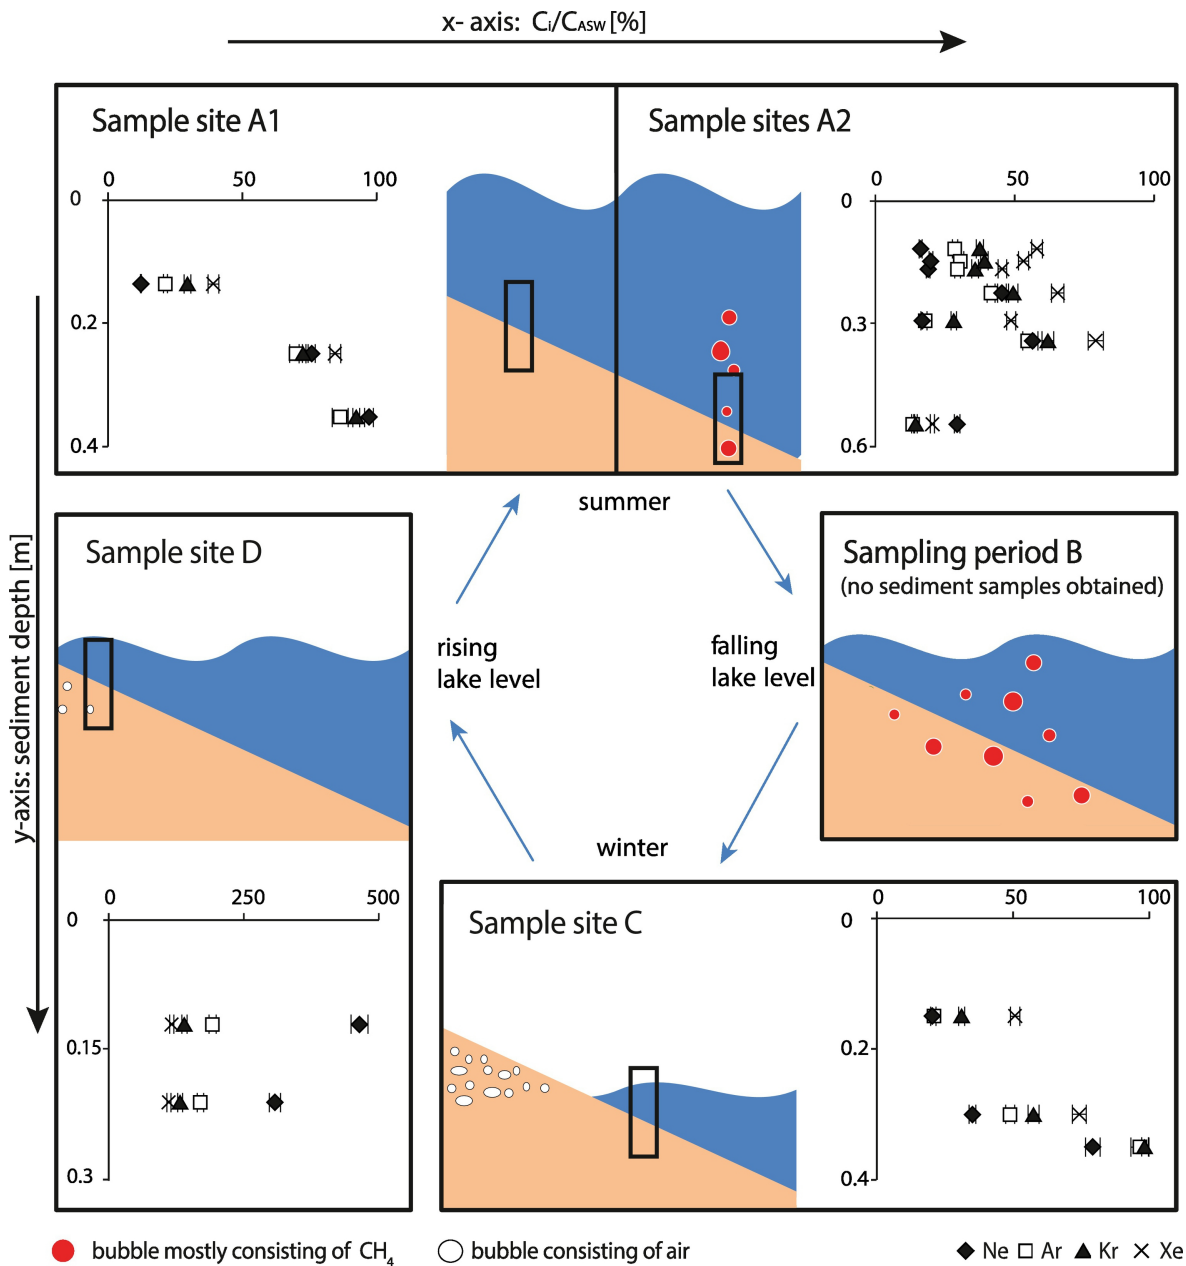 x- axis: Ci/CASW [%]
Sample site A1
Sample sites A2
0 50 100
0
0.2
0.4
0 50 100
0
0.3
0.6
summer
Sample site D
Sampling period B
(no sediment samples obtained)
rising
lake level
falling
lake level
y-axis: sediment depth [m]
winter
0 250 500
0
0.15
0.3
Sample site C
0 50 100
0
0.2
0.4
bubble mostly consisting of CH4
bubble consisting of air
Ne Ar Kr Xe